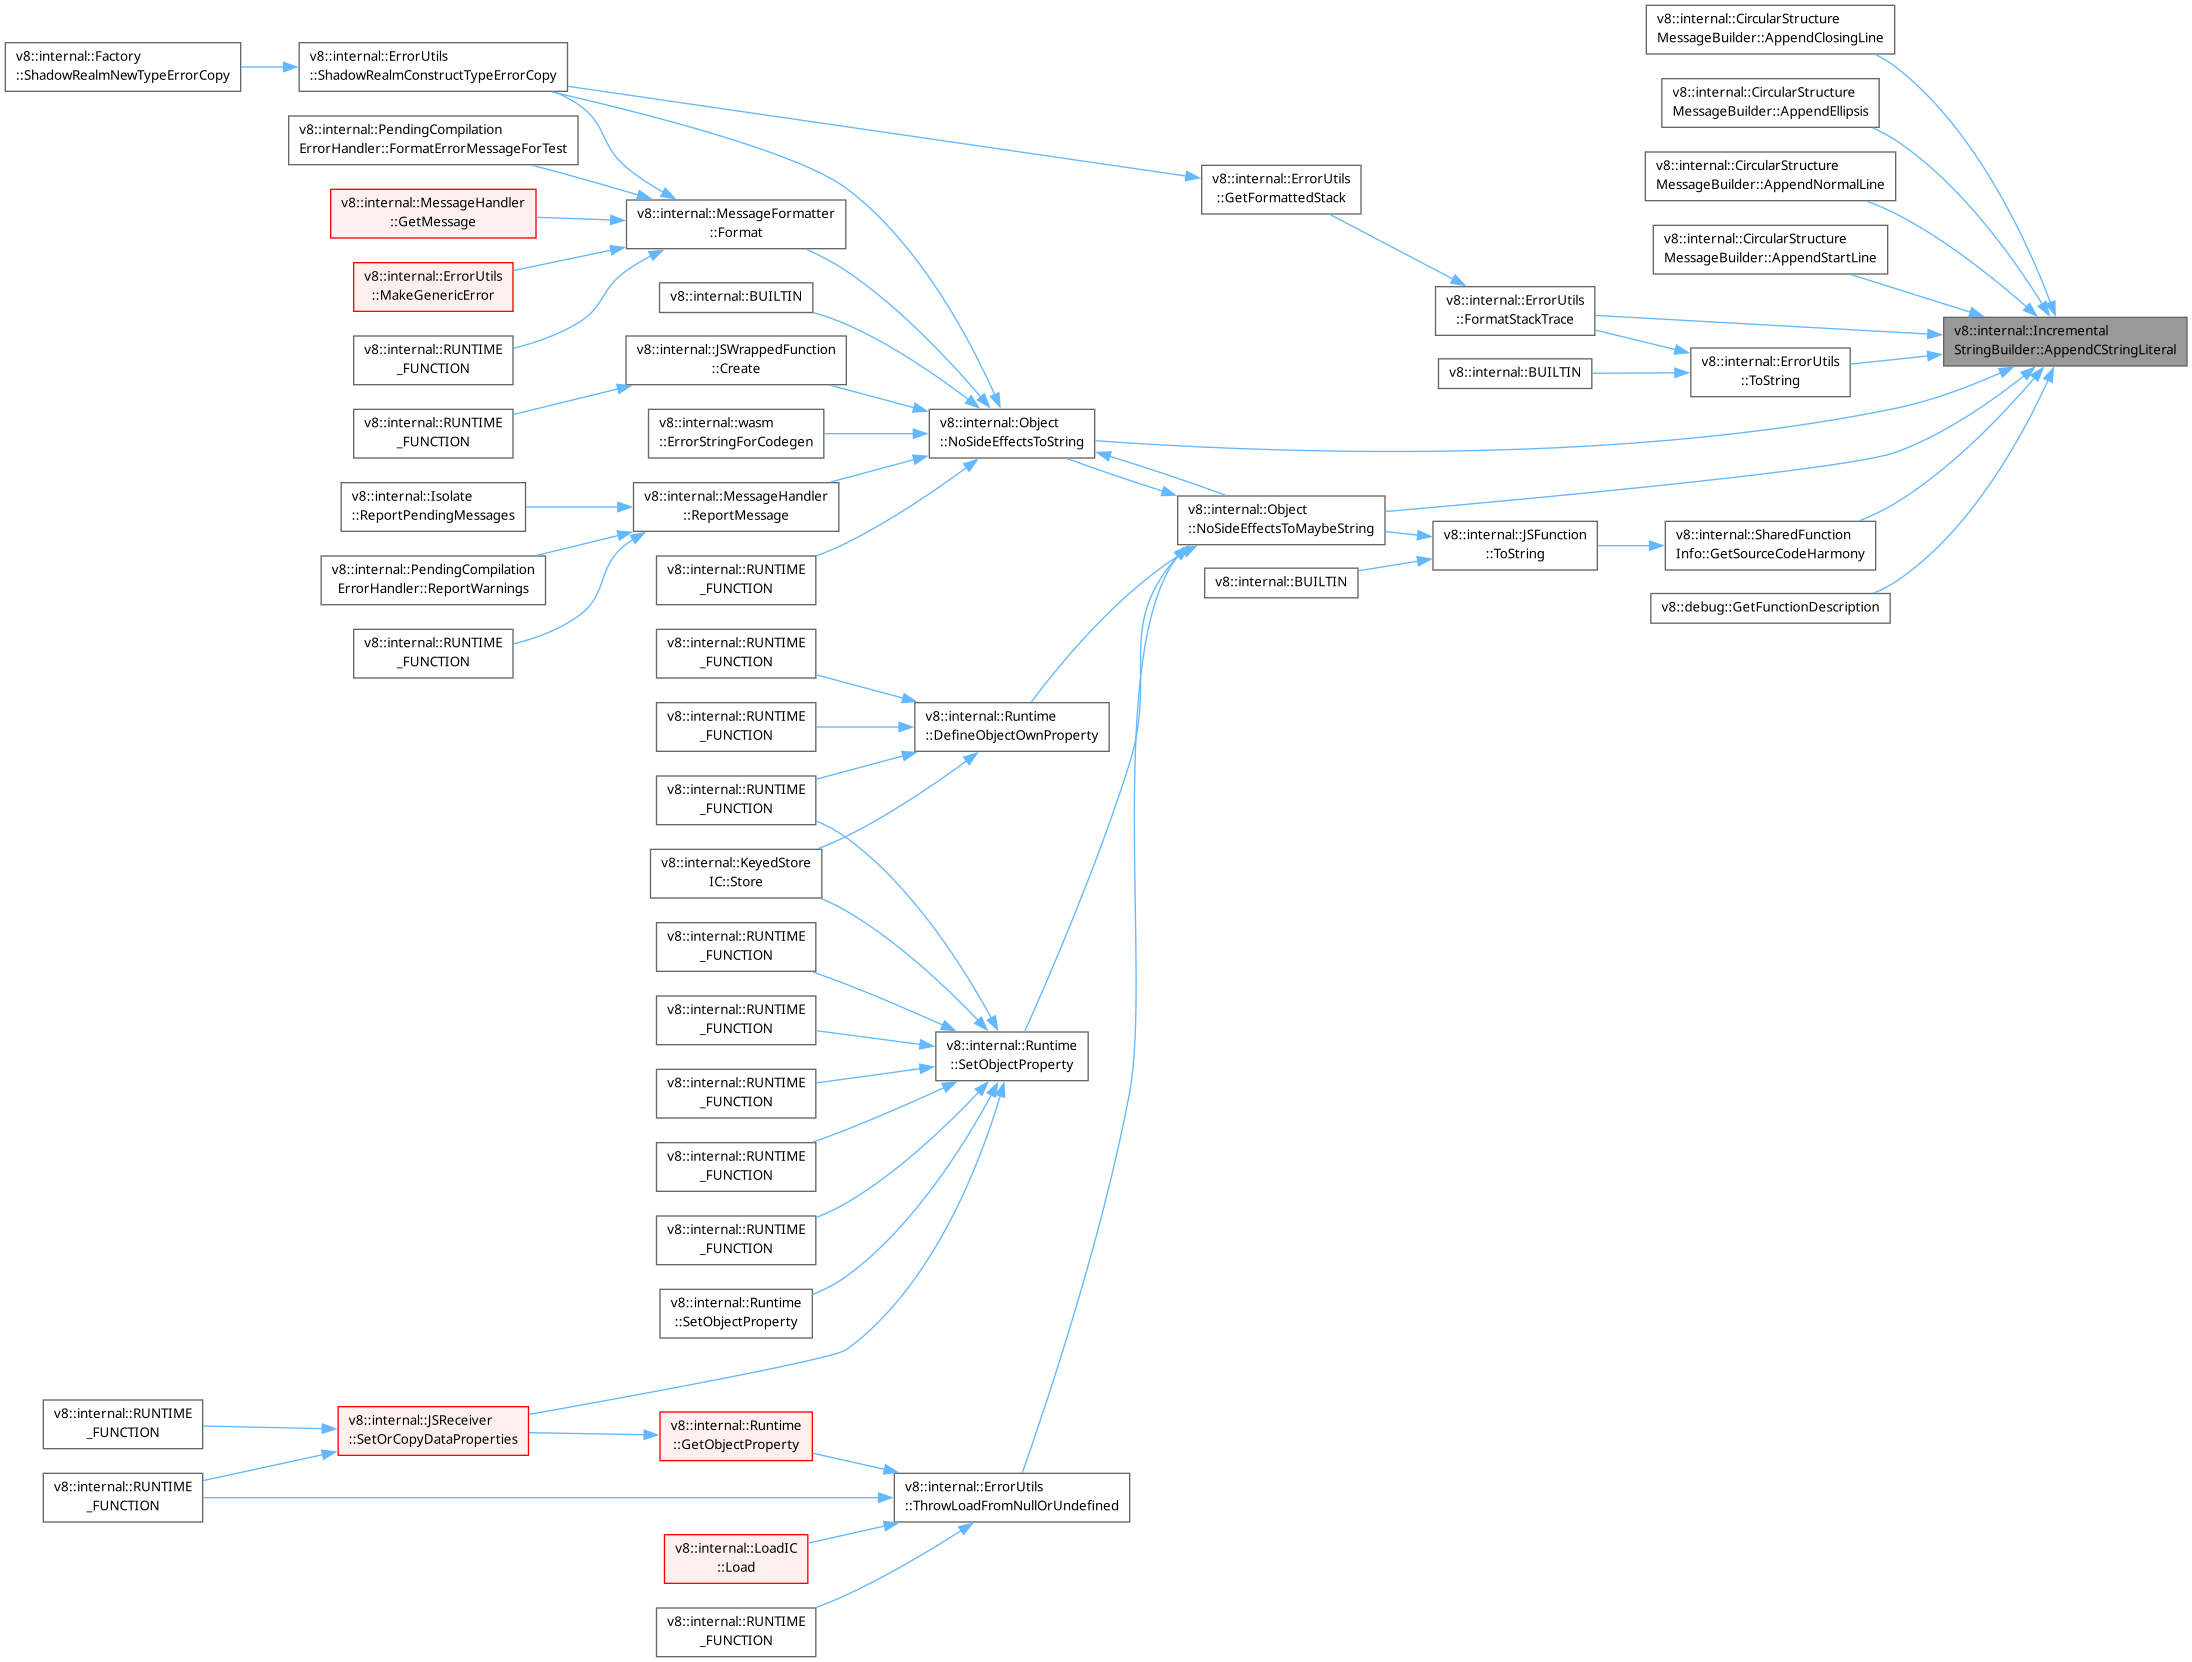 v8::internal::Factory
::ShadowRealmNewTypeErrorCopy
v8::internal::ErrorUtils
::ShadowRealmConstructTypeErrorCopy
v8::internal::PendingCompilation
ErrorHandler::FormatErrorMessageForTest
v8::internal::MessageHandler
::GetMessage
v8::internal::ErrorUtils
::MakeGenericError
v8::internal::RUNTIME
_FUNCTION
v8::internal::RUNTIME
_FUNCTION
v8::internal::Isolate
::ReportPendingMessages
v8::internal::PendingCompilation
ErrorHandler::ReportWarnings
v8::internal::RUNTIME
_FUNCTION
v8::internal::MessageFormatter
::Format
v8::internal::BUILTIN
v8::internal::JSWrappedFunction
::Create
v8::internal::wasm
::ErrorStringForCodegen
v8::internal::MessageHandler
::ReportMessage
v8::internal::RUNTIME
_FUNCTION
v8::internal::RUNTIME
_FUNCTION
v8::internal::RUNTIME
_FUNCTION
v8::internal::RUNTIME
_FUNCTION
v8::internal::KeyedStore
IC::Store
v8::internal::RUNTIME
_FUNCTION
v8::internal::RUNTIME
_FUNCTION
v8::internal::RUNTIME
_FUNCTION
v8::internal::RUNTIME
_FUNCTION
v8::internal::RUNTIME
_FUNCTION
v8::internal::Runtime
::SetObjectProperty
v8::internal::RUNTIME
_FUNCTION
v8::internal::RUNTIME
_FUNCTION
v8::internal::JSReceiver
::SetOrCopyDataProperties
v8::internal::Runtime
::GetObjectProperty
v8::internal::LoadIC
::Load
v8::internal::RUNTIME
_FUNCTION
v8::internal::Object
::NoSideEffectsToString
v8::internal::Runtime
::DefineObjectOwnProperty
v8::internal::Runtime
::SetObjectProperty
v8::internal::ErrorUtils
::ThrowLoadFromNullOrUndefined
v8::internal::ErrorUtils
::GetFormattedStack
v8::internal::Object
::NoSideEffectsToMaybeString
v8::internal::BUILTIN
v8::internal::ErrorUtils
::FormatStackTrace
v8::internal::BUILTIN
v8::internal::JSFunction
::ToString
v8::internal::CircularStructure
MessageBuilder::AppendClosingLine
v8::internal::CircularStructure
MessageBuilder::AppendEllipsis
v8::internal::CircularStructure
MessageBuilder::AppendNormalLine
v8::internal::CircularStructure
MessageBuilder::AppendStartLine
v8::internal::ErrorUtils
::ToString
v8::internal::SharedFunction
Info::GetSourceCodeHarmony
v8::debug::GetFunctionDescription
v8::internal::Incremental
StringBuilder::AppendCStringLiteral